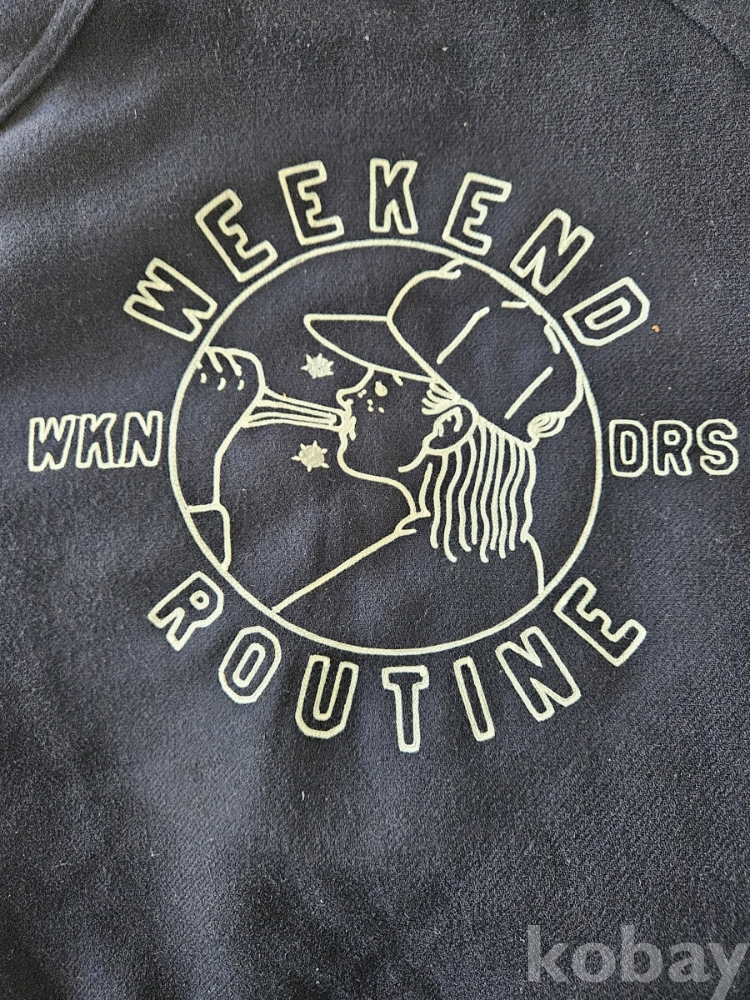 WEEKEND
WKN DRS
ROUTINE
kobay